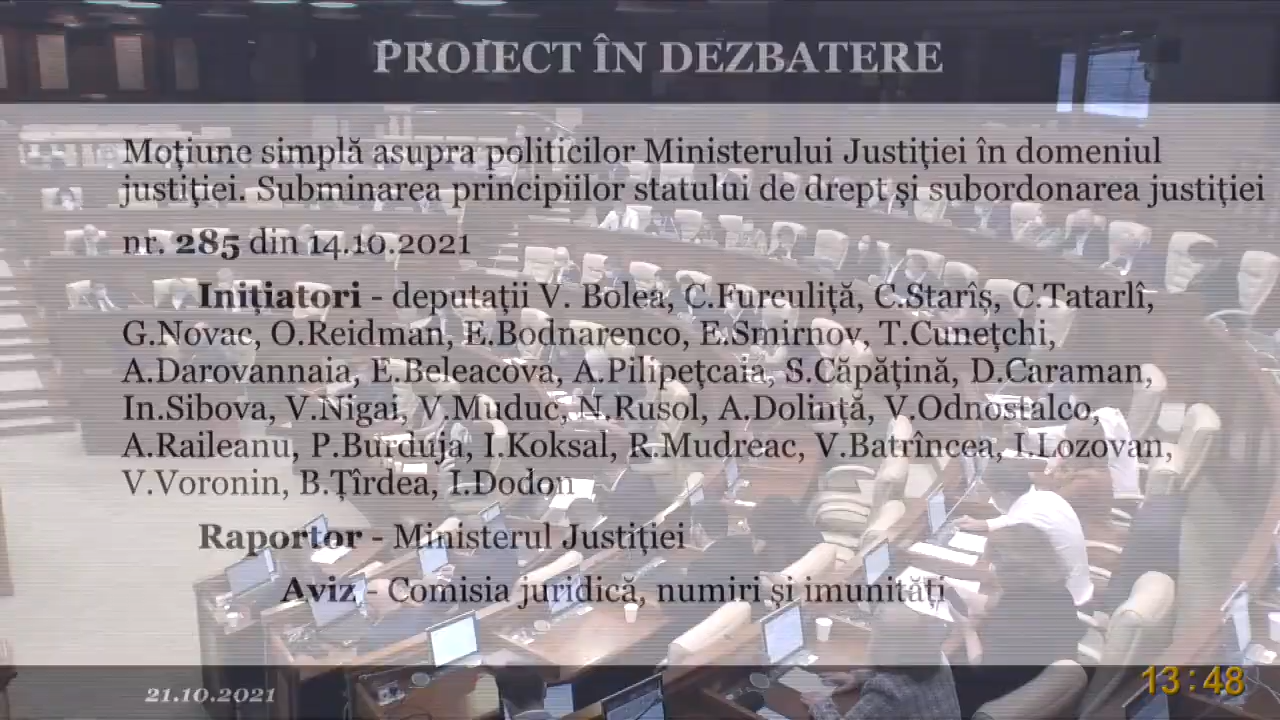 PROIECT ÎN DEZBATERE
Moțiune simplă asupra politicilor Ministerului Justiției în domeniul
justiției. Subminarea principiilor statului de drept și subordonarea justiției
nr. 285 din 14.10.2021
Inițiatori - deputații V. Bolea, C.Furculiță, C.Starîș, C.Tatarlî,
G.Novac, O.Reidman, E.Bodnarenco, E.Smirnov, T.Cunețchi,
A.Darovannaia, E.Beleacova, A.Pilipețcaia, S.Căpățină, D.Caraman,
In.Sibova, V.Nigai, V.Muduc, N.Rusol, A.Dolință, V.Odnostalco,
A.Raileanu, P.Burduja, I.Koksal, R.Mudreac, V.Batrîncea, I.Lozovan,
V.Voronin, B.Țîrdea, I.Dodon
Raportor - Ministerul Justiției
Aviz - Comisia juridică, numiri și imunități
21.10.2021
13:48